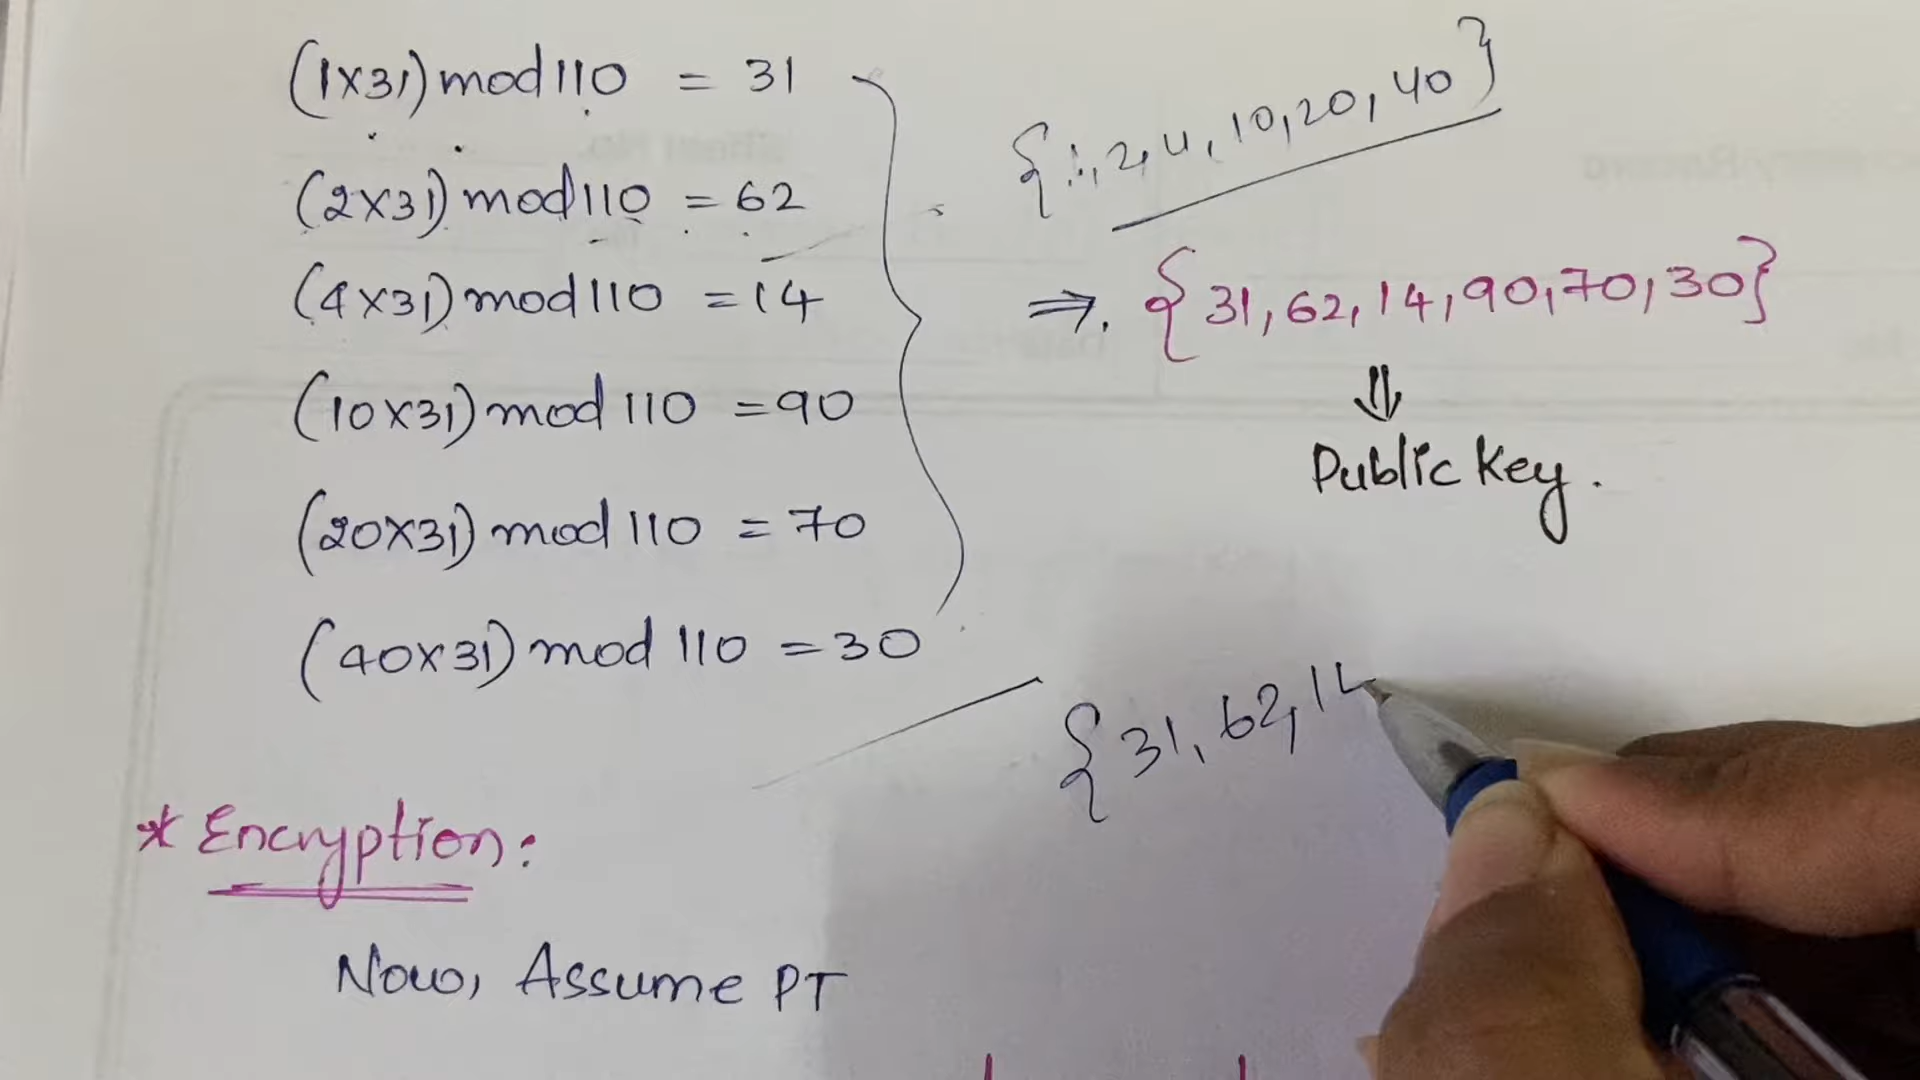 (1x31) mod 110 = 31
(2x31) mod 110 = 62
(4x31) mod 110 = 14
(10x31) mod 110 = 90
(20x31) mod 110 = 70
(40x31) mod 110 = 30
{1, 2, 4, 10, 20, 40}
⇒ {31, 62, 14, 90, 70, 30}
⇓
Public Key.
{31, 62, 14
* Encryption:
Now, Assume PT